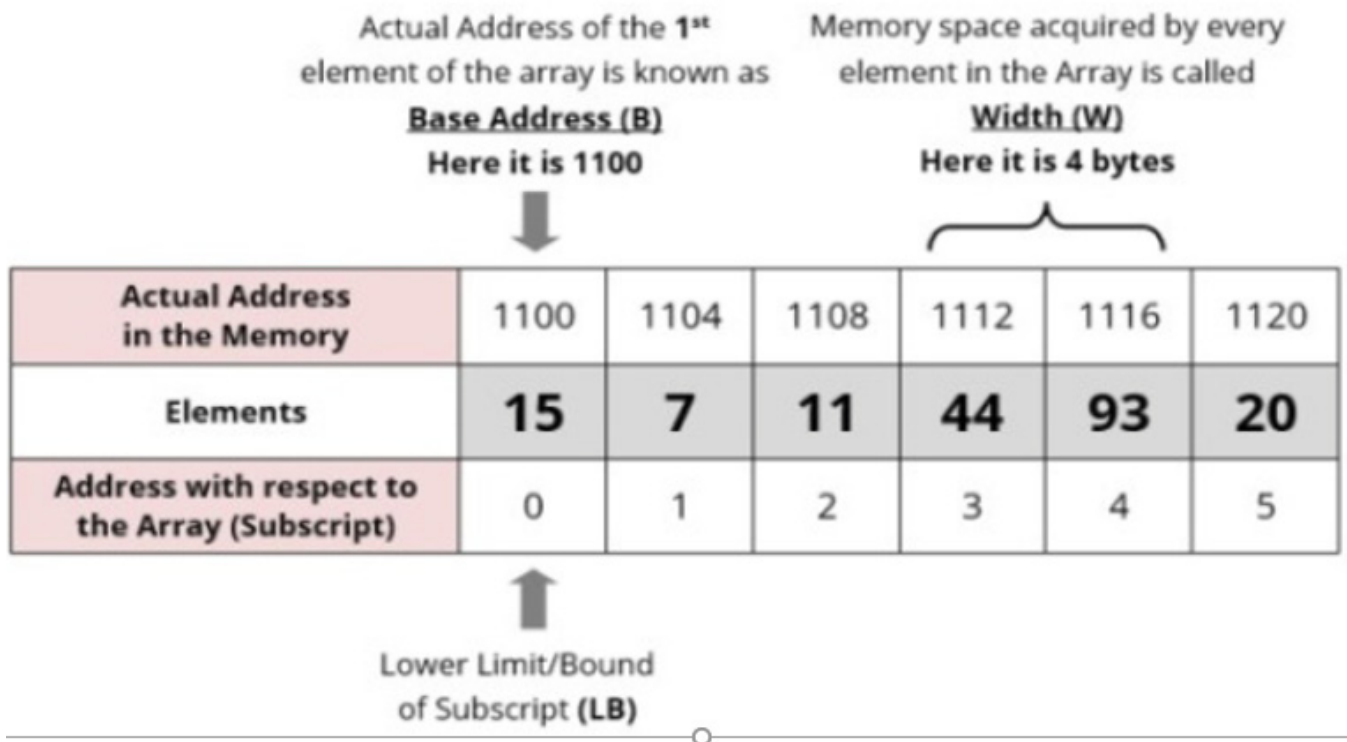 Actual Address of the 1st
element of the array is known as
Base Address (B)
Here it is 1100
Memory space acquired by every
element in the Array is called
Width (W)
Here it is 4 bytes
Actual Address
in the Memory
1100 1104 1108 1112 1116 1120
Elements 15 7 11 44 93 20
Address with respect to
the Array (Subscript)
0 1 2 3 4 5
Lower Limit/Bound
of Subscript (LB)